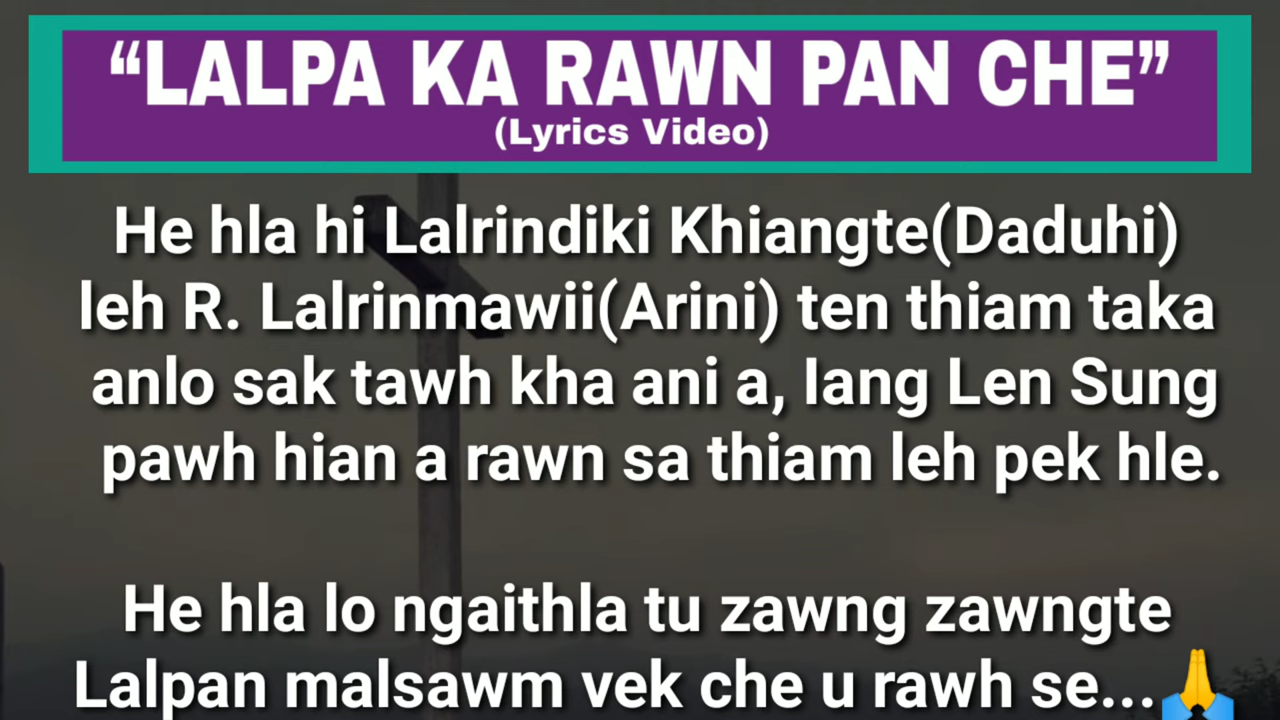 “LALPA KA RAWN PAN CHE”
(Lyrics Video)
He hla hi Lalrindiki Khiangte(Daduhi)
leh R. Lalrinmawii(Arini) ten thiam taka
anlo sak tawh kha ani a, Iang Len Sung
pawh hian a rawn sa thiam leh pek hle.
He hla lo ngaithla tu zawng zawngte
Lalpan malsawm vek che u rawh se...🙏